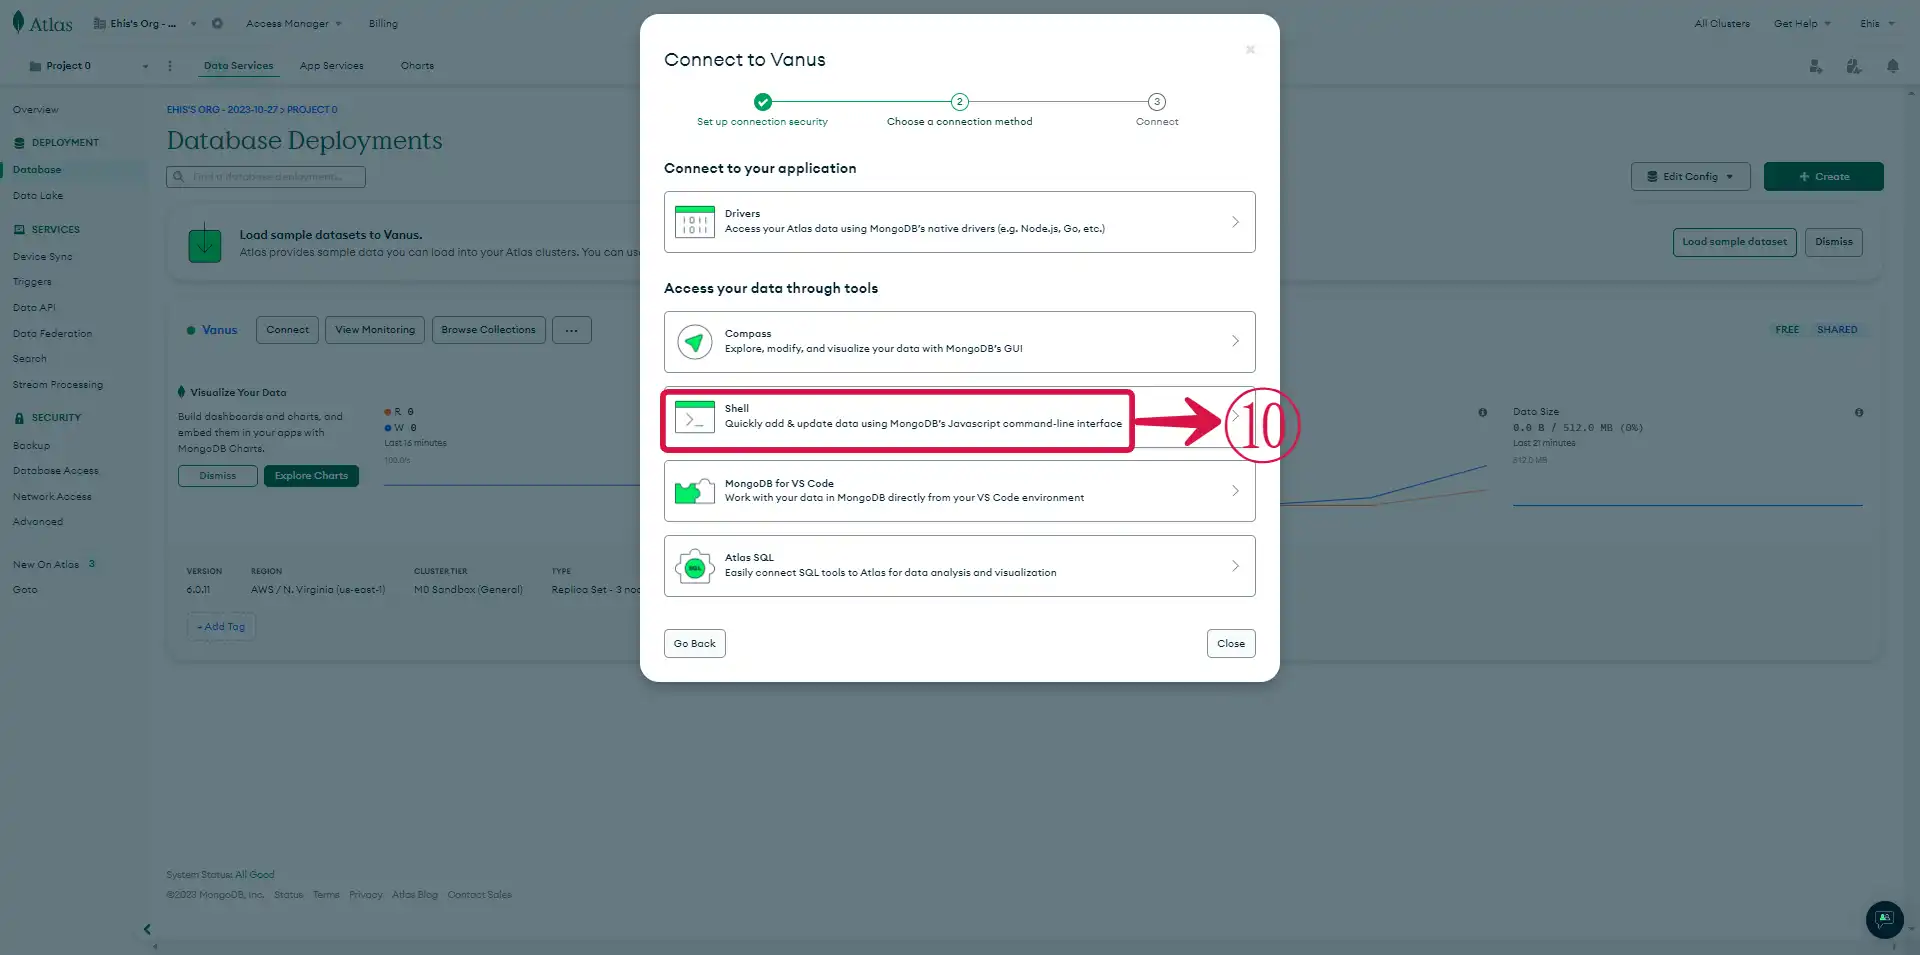 Atlas
Ehis's Org - ...
Access Manager
Billing
All Clusters
Get Help
Ehis
Project 0
Data Services
App Services
Charts
Overview
DEPLOYMENT
Database
Data Lake
SERVICES
Device Sync
Triggers
Data API
Data Federation
Search
Stream Processing
SECURITY
Backup
Database Access
Network Access
Advanced
New On Atlas 3
Goto
EHIS'S ORG - 2023-10-27 > PROJECT 0
Database Deployments
Find a database deployment...
Edit Config
+ Create
Load sample datasets to Vanus.
Atlas provides sample data you can load into your Atlas clusters. You can us
Load sample dataset
Dismiss
Vanus
Connect
View Monitoring
Browse Collections
...
FREE
SHARED
Visualize Your Data
Build dashboards and charts, and
embed them in your apps with
MongoDB Charts.
Dismiss
Explore Charts
R 0
W 0
Last 16 minutes
100.0/s
Data Size
0.0 B / 512.0 MB (0%)
Last 21 minutes
512.0 MB
VERSION
6.0.11
REGION
AWS / N. Virginia (us-east-1)
CLUSTER TIER
M0 Sandbox (General)
TYPE
Replica Set - 3 no
+ Add Tag
System Status: All Good
©2023 MongoDB, Inc. Status Terms Privacy Atlas Blog Contact Sales
Connect to Vanus
2
3
Set up connection security
Choose a connection method
Connect
Connect to your application
Drivers
Access your Atlas data using MongoDB's native drivers (e.g. Node.js, Go, etc.)
Access your data through tools
Compass
Explore, modify, and visualize your data with MongoDB's GUI
Shell
Quickly add & update data using MongoDB's Javascript command-line interface
10
MongoDB for VS Code
Work with your data in MongoDB directly from your VS Code environment
SQL
Atlas SQL
Easily connect SQL tools to Atlas for data analysis and visualization
Go Back
Close